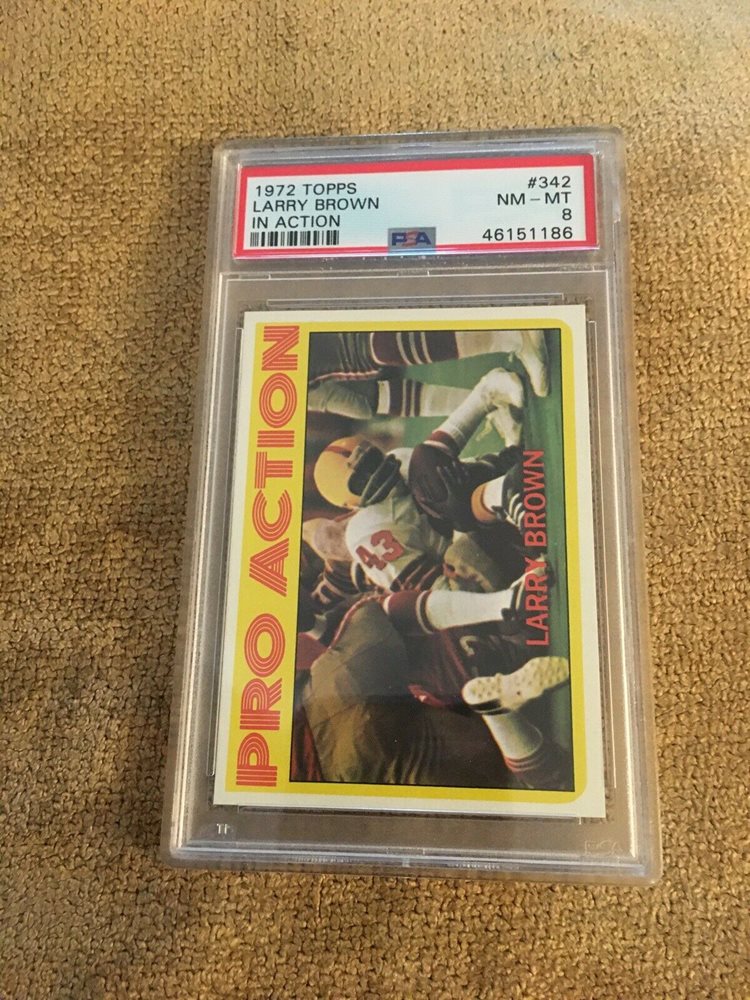 1972 TOPPS
LARRY BROWN
IN ACTION
#342
NM - MT
8
46151186
PSA
PRO ACTION
43
LARRY BROWN